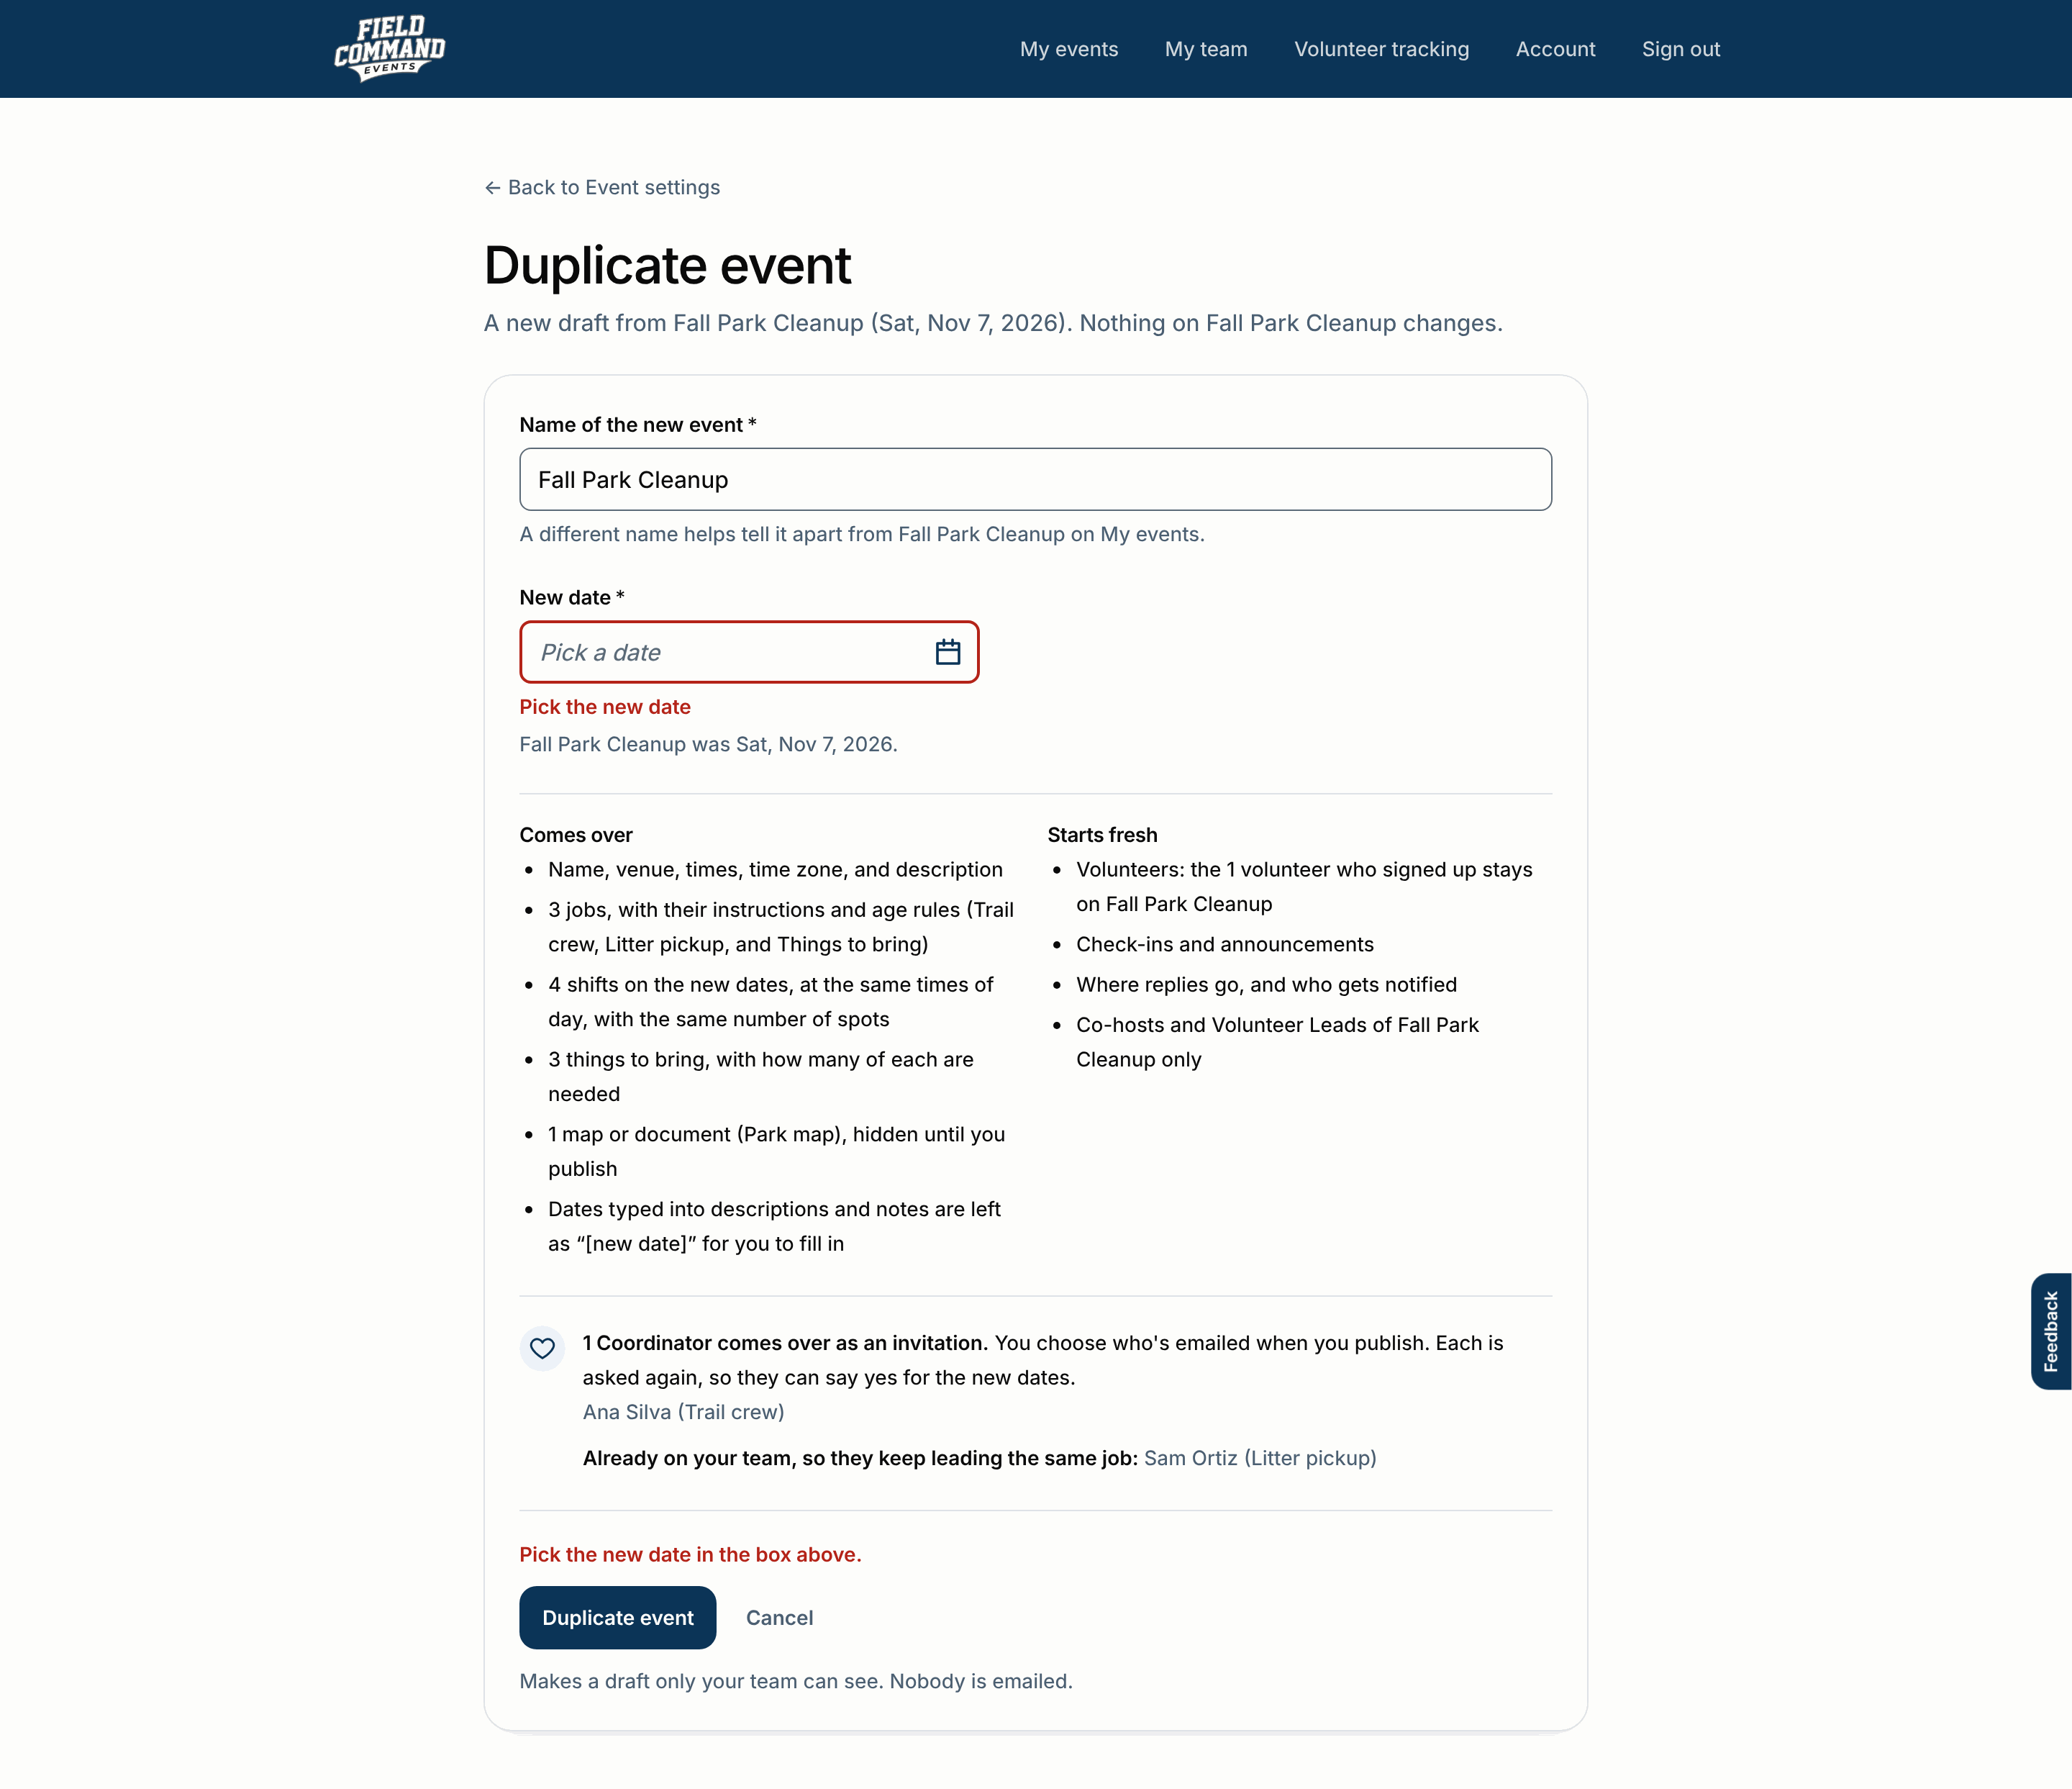 FIELD
COMMAND
EVENTS
My events
My team
Volunteer tracking
Account
Sign out
← Back to Event settings
Duplicate event
A new draft from Fall Park Cleanup (Sat, Nov 7, 2026). Nothing on Fall Park Cleanup changes.
Name of the new event *
Fall Park Cleanup
A different name helps tell it apart from Fall Park Cleanup on My events.
New date *
Pick a date
Pick the new date
Fall Park Cleanup was Sat, Nov 7, 2026.
Comes over
• Name, venue, times, time zone, and description
• 3 jobs, with their instructions and age rules (Trail
crew, Litter pickup, and Things to bring)
• 4 shifts on the new dates, at the same times of
day, with the same number of spots
• 3 things to bring, with how many of each are
needed
• 1 map or document (Park map), hidden until you
publish
• Dates typed into descriptions and notes are left
as “[new date]” for you to fill in
Starts fresh
• Volunteers: the 1 volunteer who signed up stays
on Fall Park Cleanup
• Check-ins and announcements
• Where replies go, and who gets notified
• Co-hosts and Volunteer Leads of Fall Park
Cleanup only
1 Coordinator comes over as an invitation. You choose who's emailed when you publish. Each is
asked again, so they can say yes for the new dates.
Ana Silva (Trail crew)
Already on your team, so they keep leading the same job: Sam Ortiz (Litter pickup)
Pick the new date in the box above.
Duplicate event
Cancel
Makes a draft only your team can see. Nobody is emailed.
Feedback